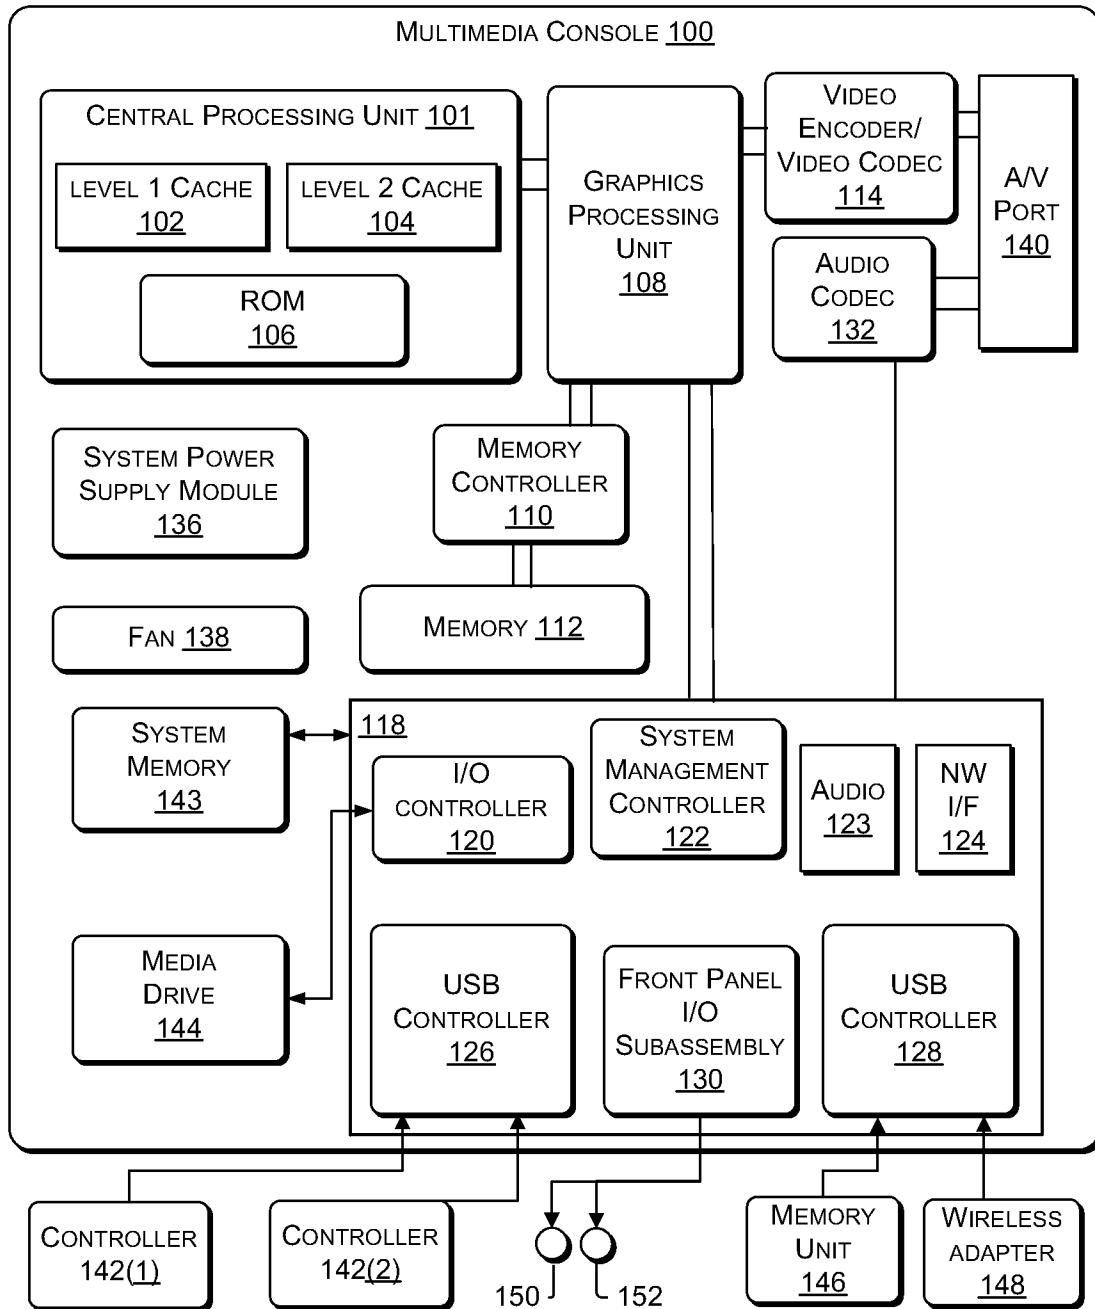 MULTIMEDIA CONSOLE 100
CENTRAL PROCESSING UNIT 101
LEVEL 1 CACHE
102
LEVEL 2 CACHE
104
ROM
106
GRAPHICS
PROCESSING
UNIT
108
VIDEO
ENCODER/
VIDEO CODEC
114
A/V
PORT
140
AUDIO
CODEC
132
SYSTEM POWER
SUPPLY MODULE
136
MEMORY
CONTROLLER
110
FAN 138
MEMORY 112
SYSTEM
MEMORY
143
118
I/O
CONTROLLER
120
SYSTEM
MANAGEMENT
CONTROLLER
122
AUDIO
123
NW
I/F
124
MEDIA
DRIVE
144
USB
CONTROLLER
126
FRONT PANEL
I/O
SUBASSEMBLY
130
USB
CONTROLLER
128
CONTROLLER
142(1)
CONTROLLER
142(2)
150
152
MEMORY
UNIT
146
WIRELESS
ADAPTER
148